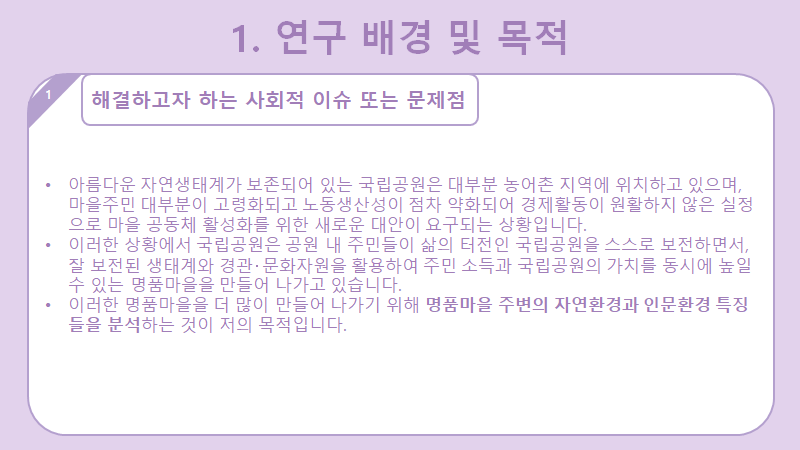 1. 연구 배경 및 목적
1
해결하고자 하는 사회적 이슈 또는 문제점
• 아름다운 자연생태계가 보존되어 있는 국립공원은 대부분 농어촌 지역에 위치하고 있으며,
마을주민 대부분이 고령화되고 노동생산성이 점차 약화되어 경제활동이 원활하지 않은 실정
으로 마을 공동체 활성화를 위한 새로운 대안이 요구되는 상황입니다.
• 이러한 상황에서 국립공원은 공원 내 주민들이 삶의 터전인 국립공원을 스스로 보전하면서,
잘 보전된 생태계와 경관·문화자원을 활용하여 주민 소득과 국립공원의 가치를 동시에 높일
수 있는 명품마을을 만들어 나가고 있습니다.
• 이러한 명품마을을 더 많이 만들어 나가기 위해 명품마을 주변의 자연환경과 인문환경 특징
들을 분석하는 것이 저의 목적입니다.